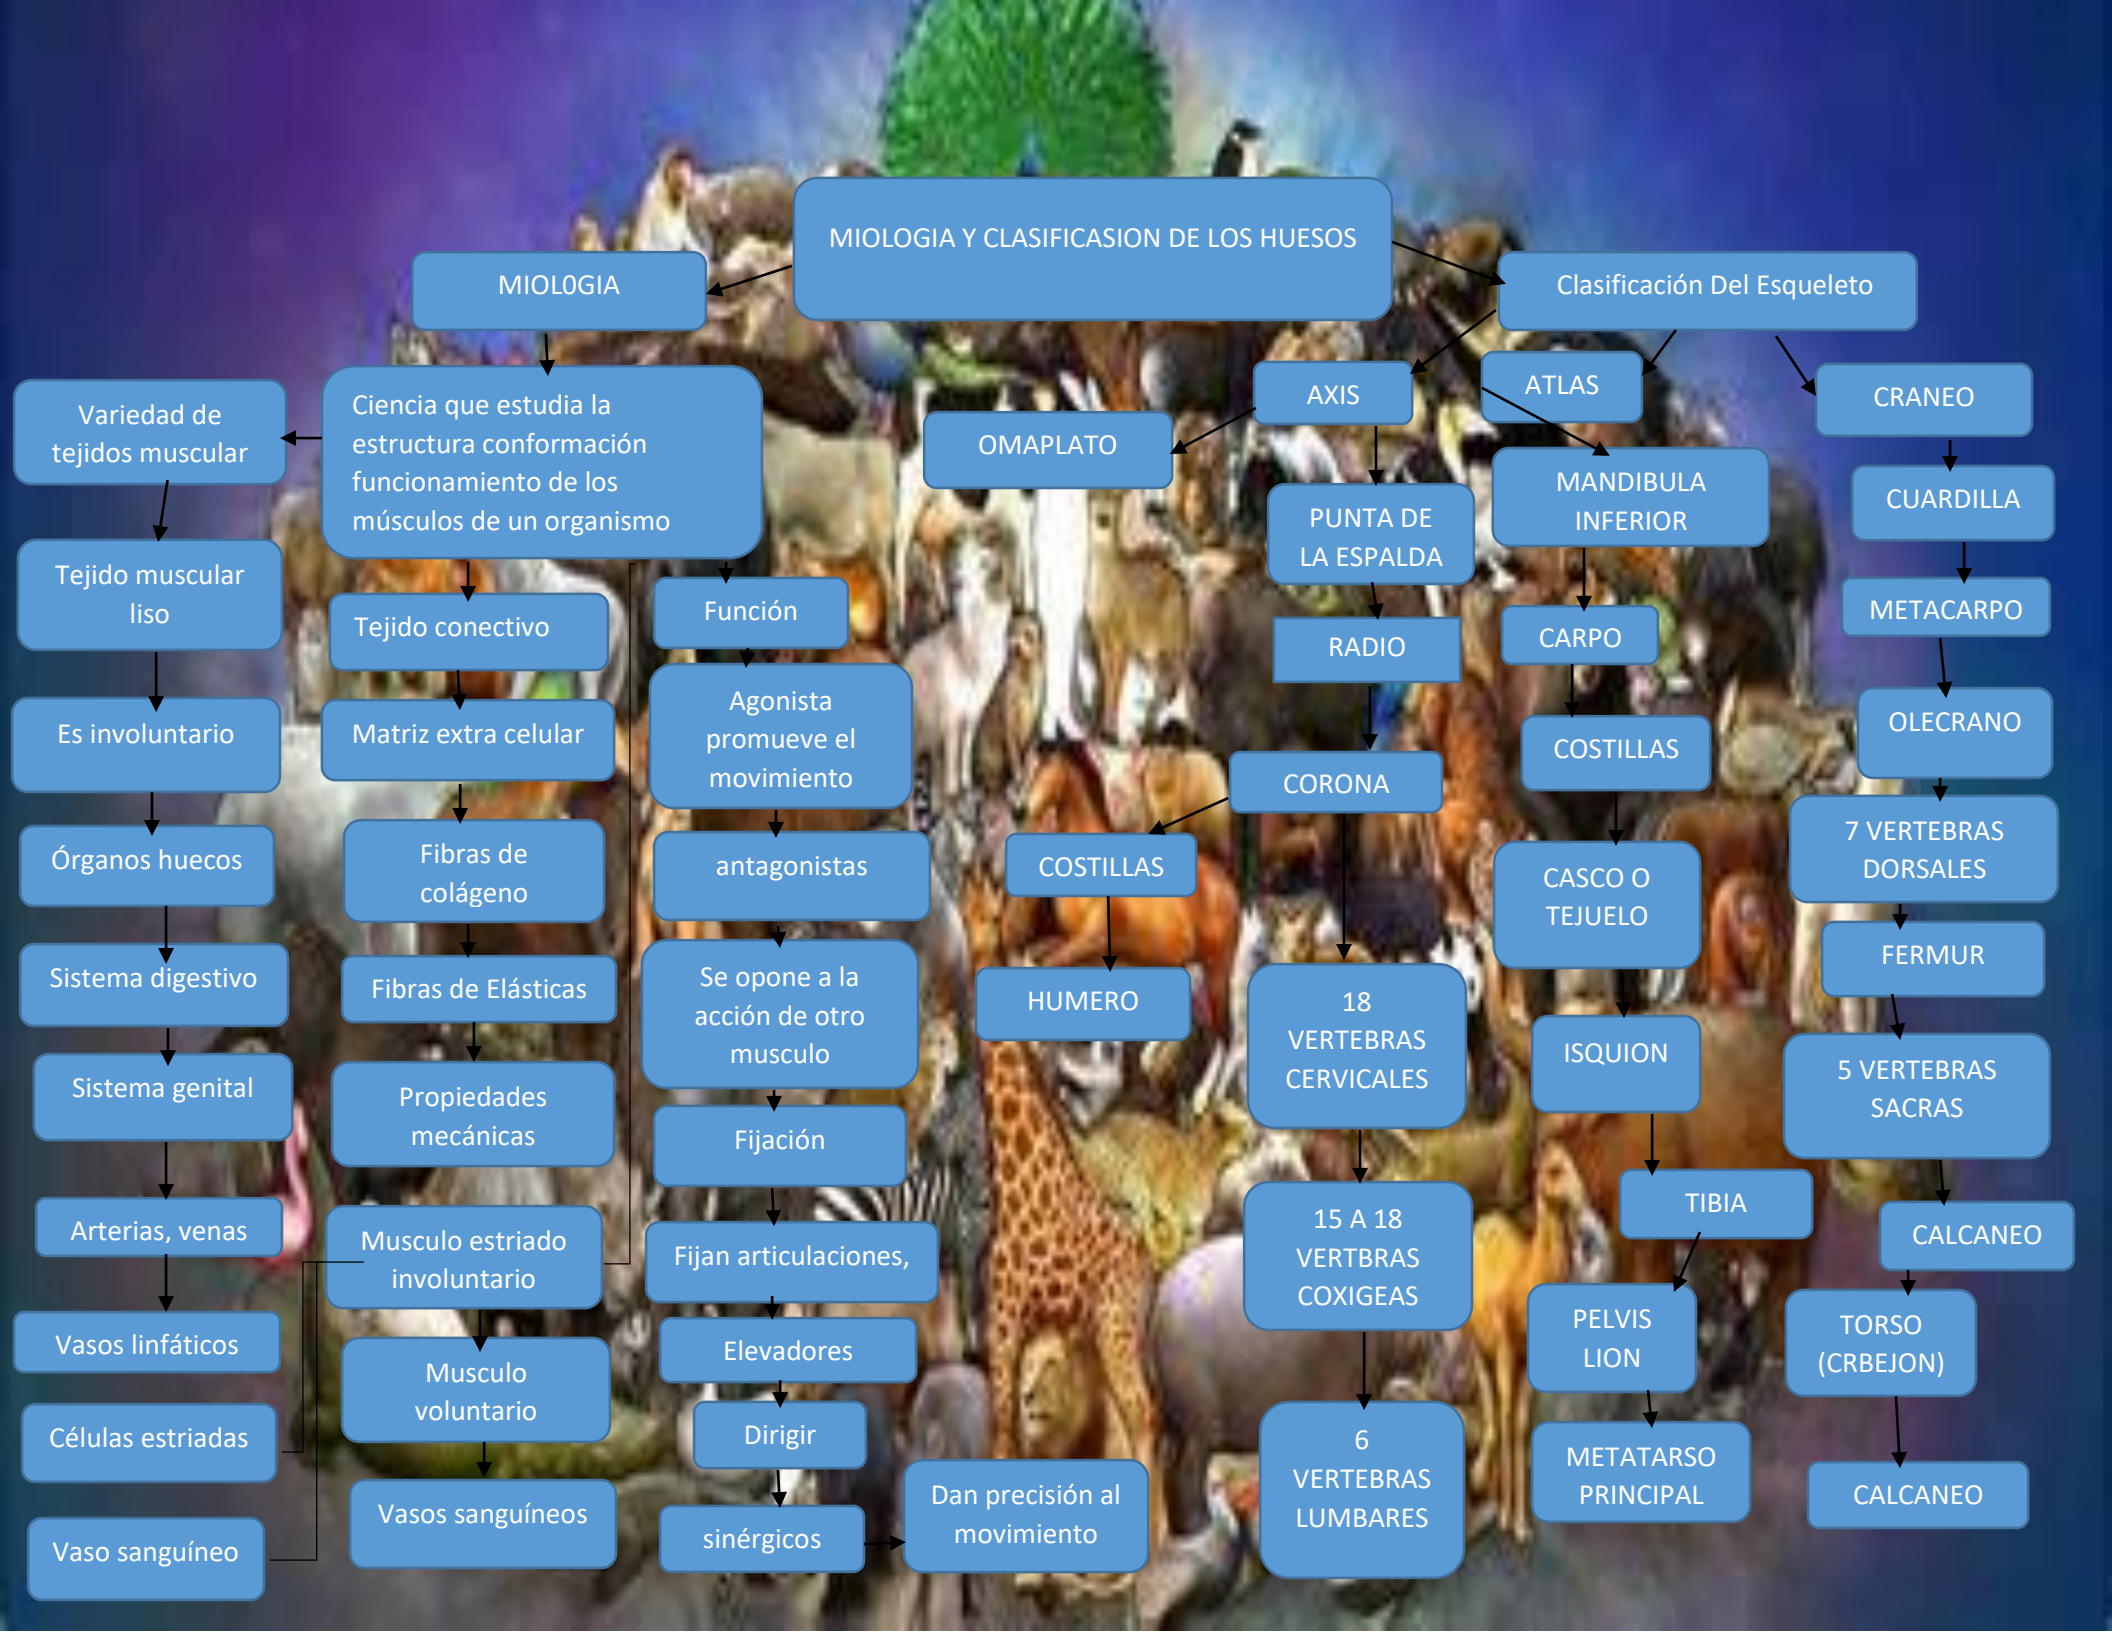 MIOLOGIA Y CLASIFICASION DE LOS HUESOS
MIOL0GIA
Ciencia que estudia la
estructura conformación
funcionamiento de los
músculos de un organismo
Variedad de
tejidos muscular
Tejido muscular
liso
Es involuntario
Órganos huecos
Sistema digestivo
Sistema genital
Arterias, venas
Vasos linfáticos
Células estriadas
Vaso sanguíneo
Tejido conectivo
Matriz extra celular
Fibras de
colágeno
Fibras de Elásticas
Propiedades
mecánicas
Musculo estriado
involuntario
Musculo
voluntario
Vasos sanguíneos
Función
Agonista
promueve el
movimiento
antagonistas
Se opone a la
acción de otro
musculo
Fijación
Fijan articulaciones,
Elevadores
Dirigir
sinérgicos
Dan precisión al
movimiento
Clasificación Del Esqueleto
AXIS
OMAPLATO
PUNTA DE
LA ESPALDA
RADIO
CORONA
COSTILLAS
HUMERO
18
VERTEBRAS
CERVICALES
15 A 18
VERTBRAS
COXIGEAS
6
VERTEBRAS
LUMBARES
ATLAS
MANDIBULA
INFERIOR
CARPO
COSTILLAS
CASCO O
TEJUELO
ISQUION
TIBIA
PELVIS
LION
METATARSO
PRINCIPAL
CRANEO
CUARDILLA
METACARPO
OLECRANO
7 VERTEBRAS
DORSALES
FERMUR
5 VERTEBRAS
SACRAS
CALCANEO
TORSO
(CRBEJON)
CALCANEO